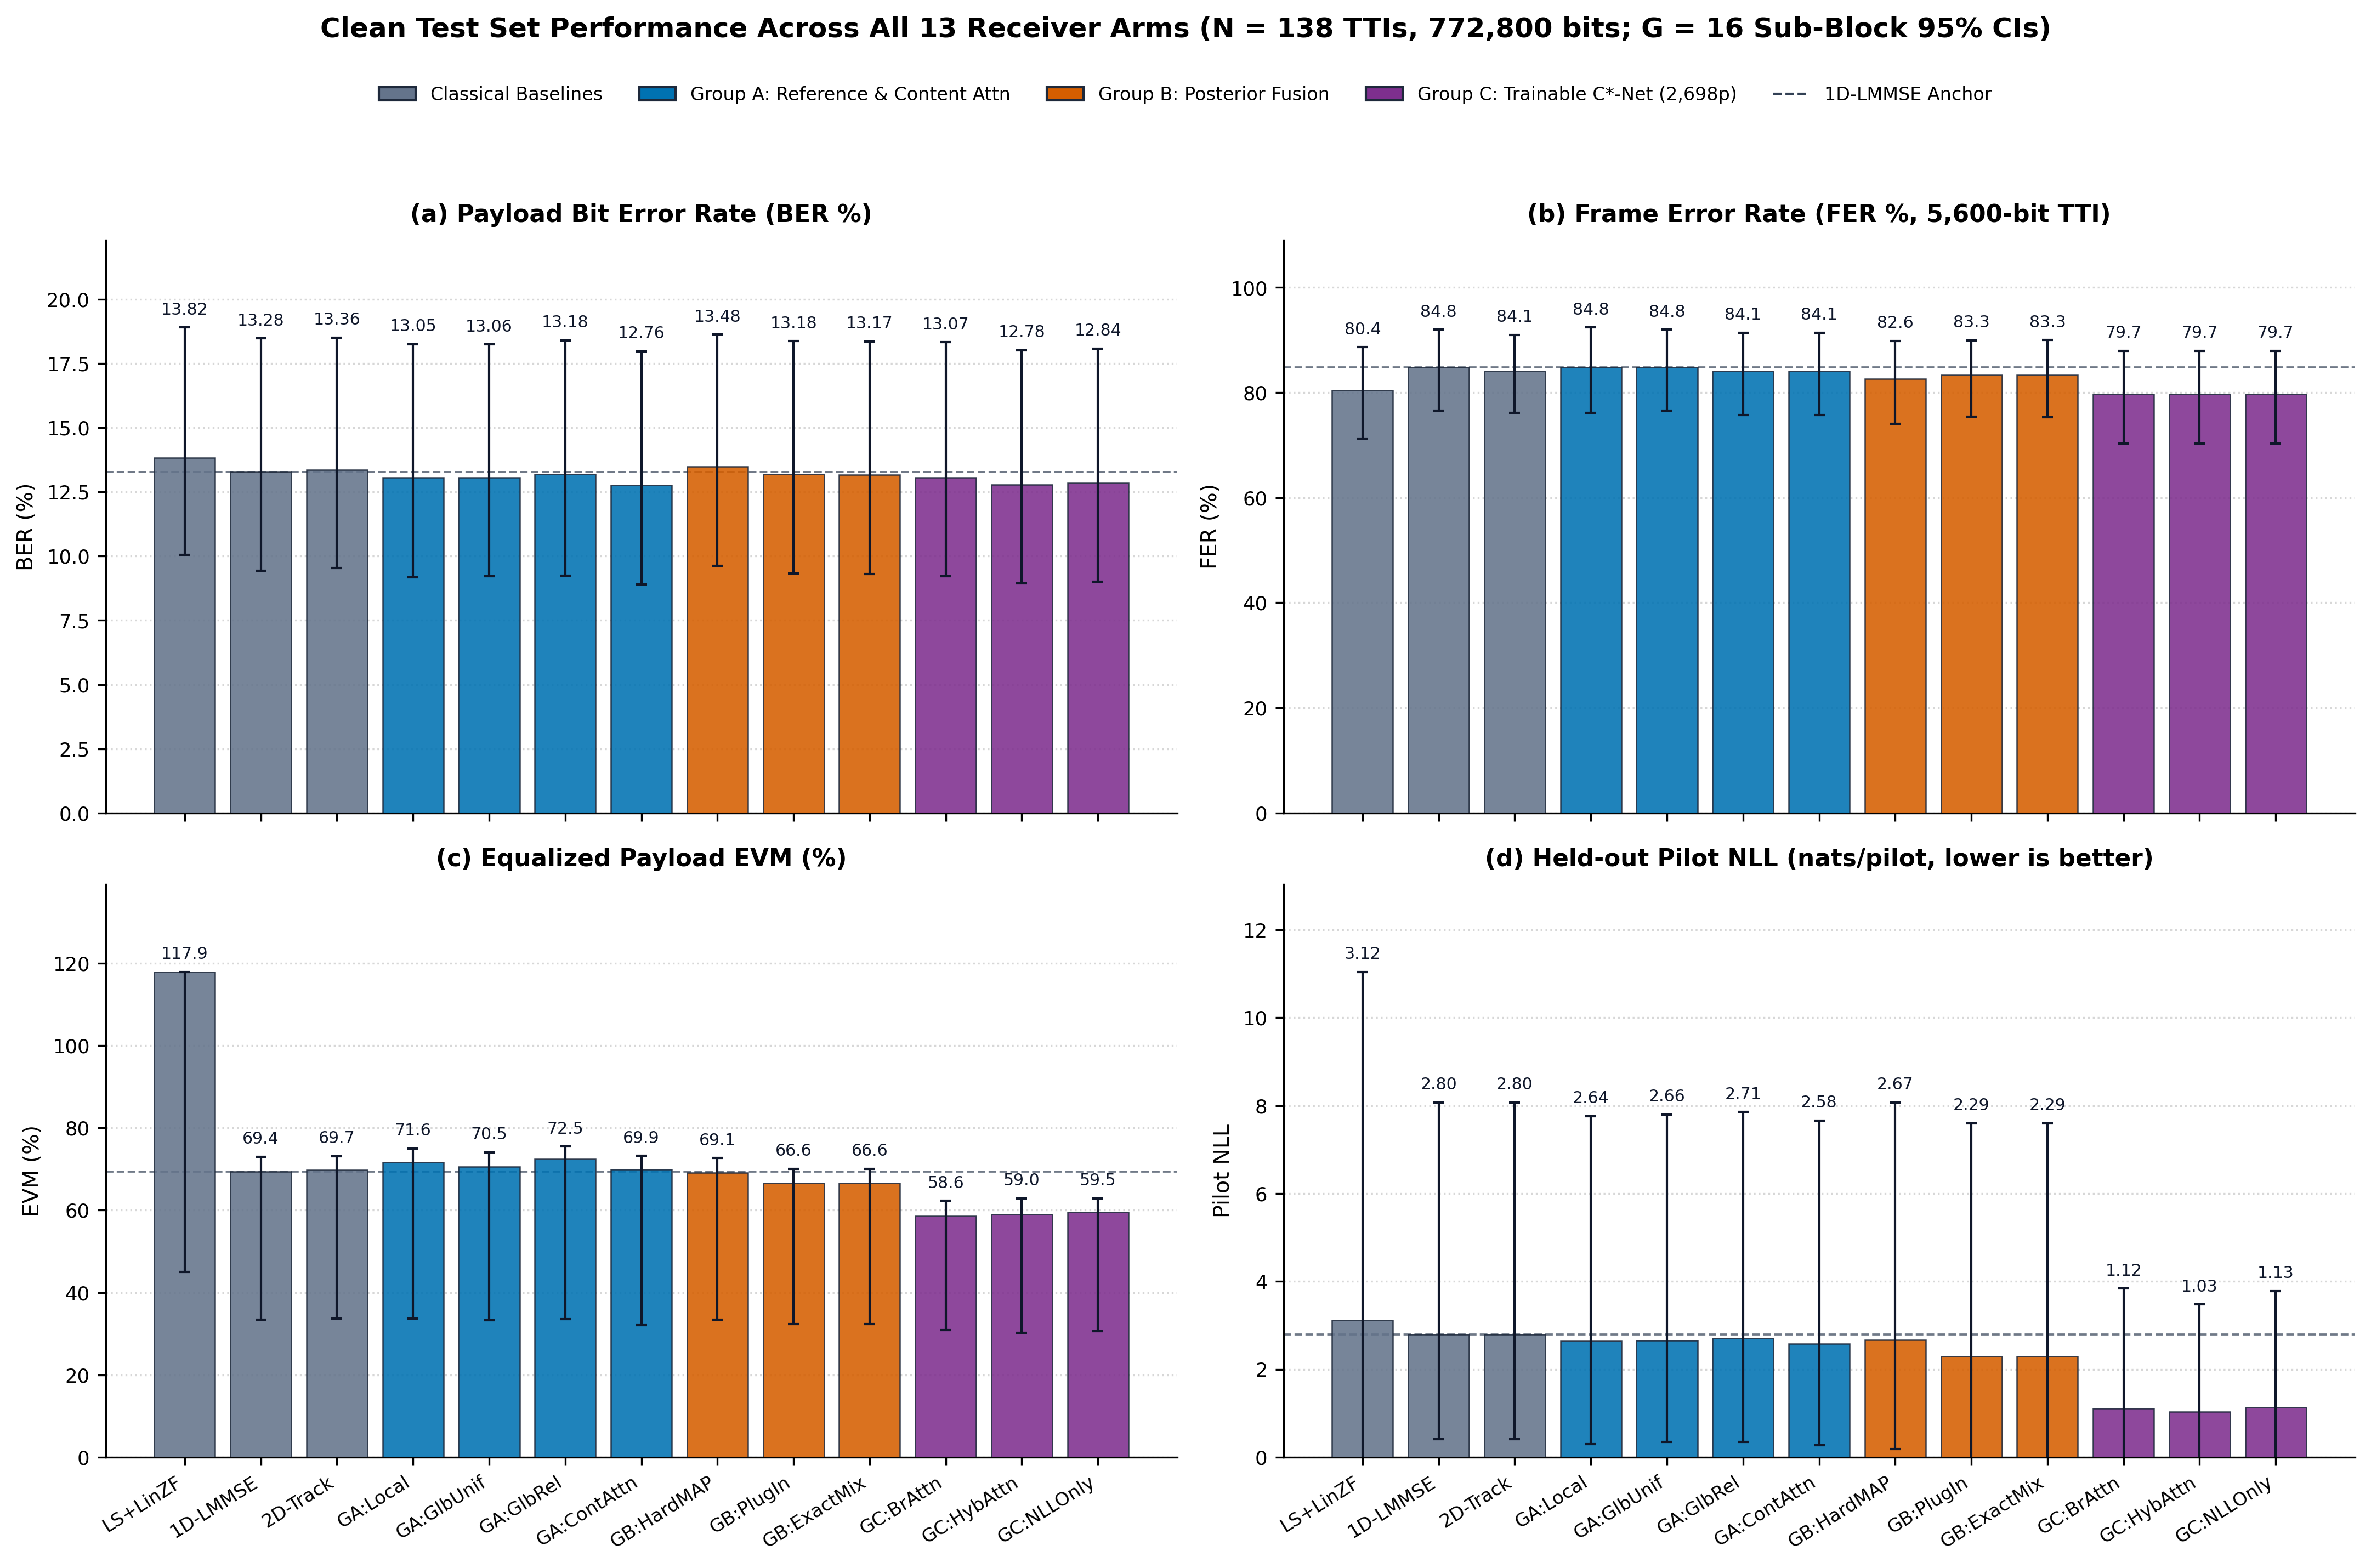 Clean Test Set Performance Across All 13 Receiver Arms (N = 138 TTIs, 772,800 bits; G = 16 Sub-Block 95% CIs)
Classical Baselines
Group A: Reference & Content Attn
Group B: Posterior Fusion
Group C: Trainable C*-Net (2,698p)
1D-LMMSE Anchor
(a) Payload Bit Error Rate (BER %)
BER (%)
20.0
17.5
15.0
12.5
10.0
7.5
5.0
2.5
0.0
13.82
13.28
13.36
13.05
13.06
13.18
12.76
13.48
13.18
13.17
13.07
12.78
12.84
(b) Frame Error Rate (FER %, 5,600-bit TTI)
FER (%)
100
80
60
40
20
0
80.4
84.8
84.1
84.8
84.8
84.1
84.1
82.6
83.3
83.3
79.7
79.7
79.7
(c) Equalized Payload EVM (%)
EVM (%)
120
100
80
60
40
20
0
117.9
69.4
69.7
71.6
70.5
72.5
69.9
69.1
66.6
66.6
58.6
59.0
59.5
LS+LinZF
1D-LMMSE
2D-Track
GA:Local
GA:GlbUnif
GA:GlbRel
GA:ContAttn
GB:HardMAP
GB:PlugIn
GB:ExactMix
GC:BrAttn
GC:HybAttn
GC:NLLOnly
(d) Held-out Pilot NLL (nats/pilot, lower is better)
Pilot NLL
12
10
8
6
4
2
0
3.12
2.80
2.80
2.64
2.66
2.71
2.58
2.67
2.29
2.29
1.12
1.03
1.13
LS+LinZF
1D-LMMSE
2D-Track
GA:Local
GA:GlbUnif
GA:GlbRel
GA:ContAttn
GB:HardMAP
GB:PlugIn
GB:ExactMix
GC:BrAttn
GC:HybAttn
GC:NLLOnly